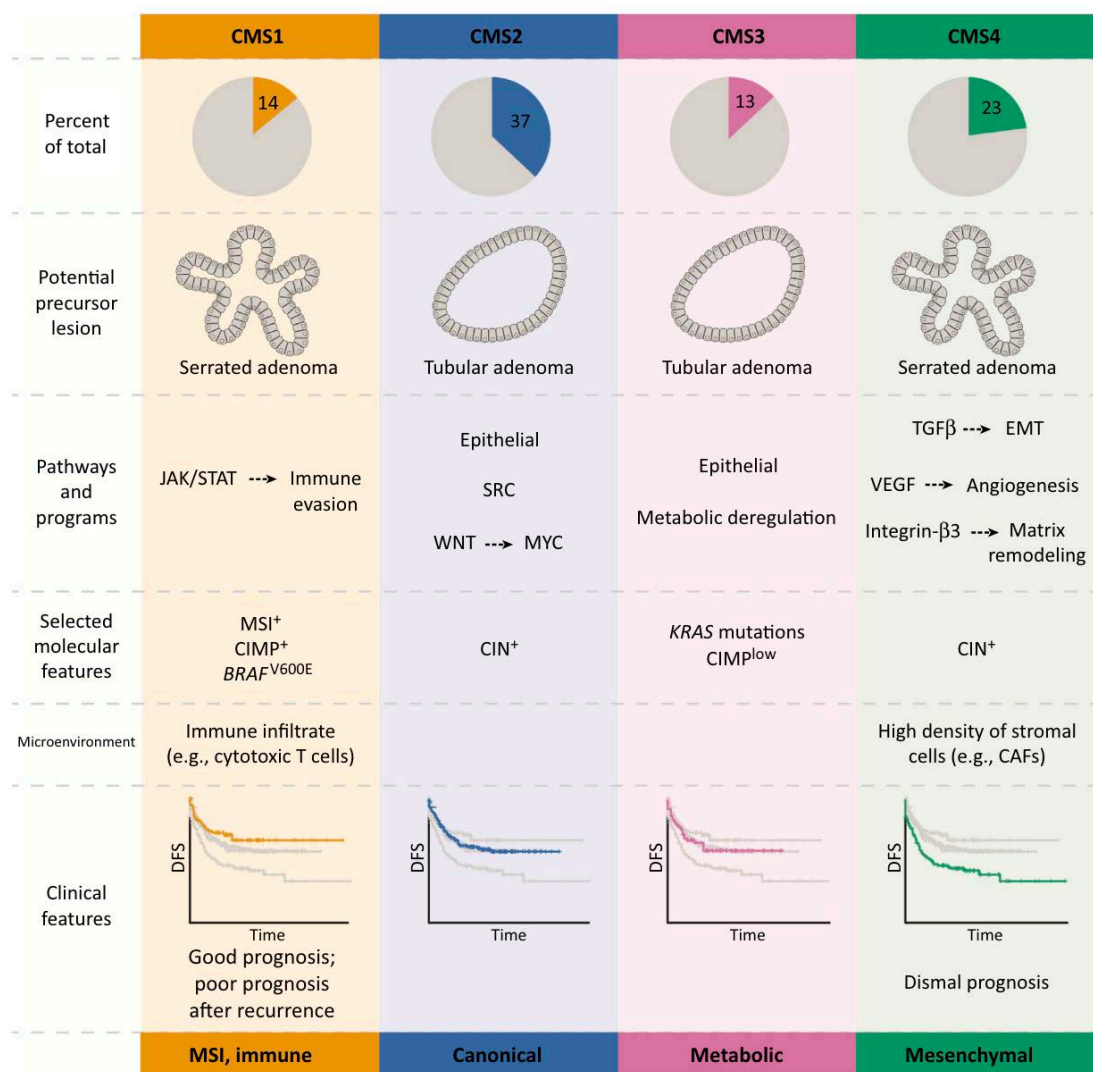 CMS1 CMS2 CMS3 CMS4
Percent
of total
14 37 13 23
Potential
precursor
lesion
Serrated adenoma Tubular adenoma Tubular adenoma Serrated adenoma
Pathways
and
programs
JAK/STAT ---➔ Immune
evasion
Epithelial
SRC
WNT ---➔ MYC
Epithelial
Metabolic deregulation
TGFβ ---➔ EMT
VEGF ---➔ Angiogenesis
Integrin-β3 ---➔ Matrix
remodeling
Selected
molecular
features
MSI⁺
CIMP⁺
BRAFV600E
CIN⁺
KRAS mutations
CIMPlow
CIN⁺
Microenvironment
Immune infiltrate
(e.g., cytotoxic T cells)
High density of stromal
cells (e.g., CAFs)
Clinical
features
DFS DFS DFS DFS
Time Time Time Time
Good prognosis;
poor prognosis
after recurrence
Dismal prognosis
MSI, immune Canonical Metabolic Mesenchymal